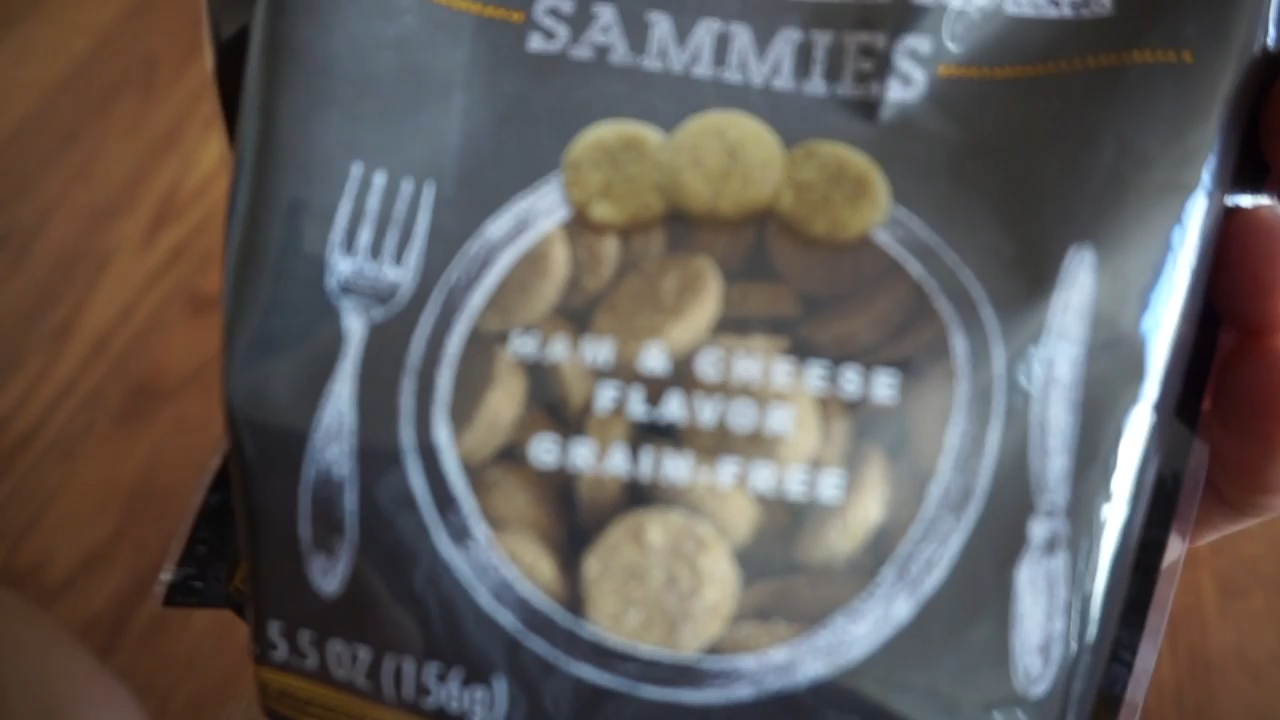 SAMMIES
HAM & CHEESE
FLAVOR
GRAIN-FREE
5.5 OZ (156g)